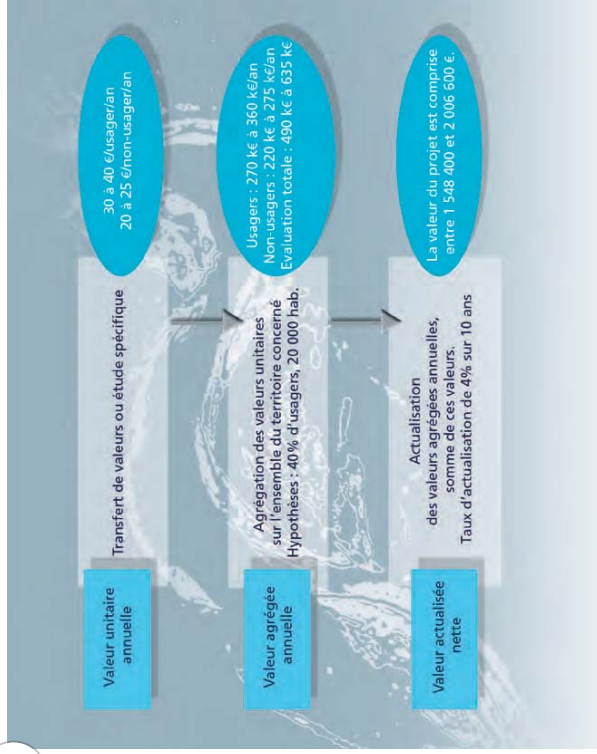 Valeur unitaire
annuelle
Transfert de valeurs ou étude spécifique
30 à 40 €/usager/an
20 à 25 €/non-usager/an
Valeur agrégée
annuelle
Agrégation des valeurs unitaires
sur l'ensemble du territoire concerné
Hypothèses : 40% d'usagers, 20 000 hab.
Usagers : 270 k€ à 360 k€/an
Non-usagers : 220 k€ à 275 k€/an
Evaluation totale : 490 k€ à 635 k€
Valeur actualisée
nette
Actualisation
des valeurs agrégées annuelles,
somme de ces valeurs.
Taux d'actualisation de 4% sur 10 ans
La valeur du projet est comprise
entre 1 548 400 et 2 006 600 €.